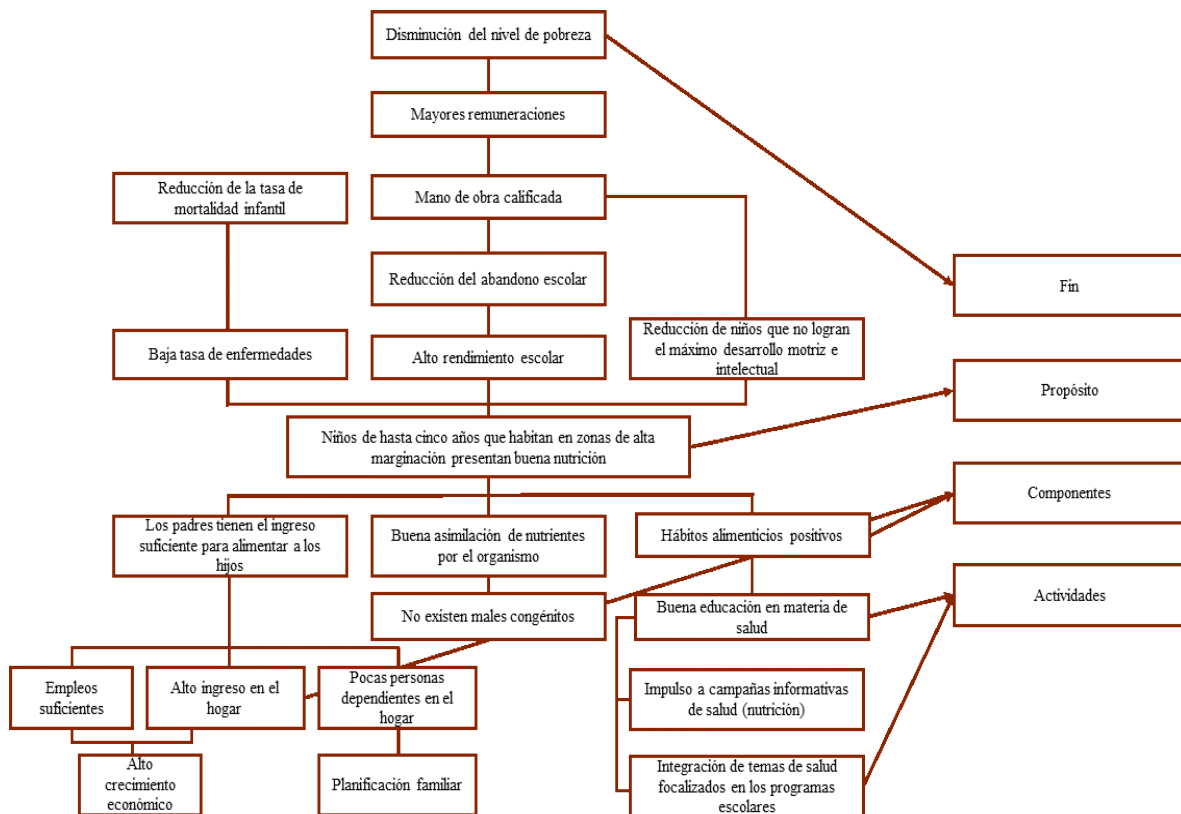 Disminución del nivel de pobreza
Mayores remuneraciones
Reducción de la tasa de
mortalidad infantil
Mano de obra calificada
Reducción del abandono escolar
Fin
Baja tasa de enfermedades
Alto rendimiento escolar
Reducción de niños que no logran
el máximo desarrollo motriz e
intelectual
Propósito
Niños de hasta cinco años que habitan en zonas de alta
marginación presentan buena nutrición
Componentes
Los padres tienen el ingreso
suficiente para alimentar a los
hijos
Buena asimilación de nutrientes
por el organismo
Hábitos alimenticios positivos
Actividades
No existen males congénitos
Buena educación en materia de
salud
Empleos
suficientes
Alto ingreso en el
hogar
Pocas personas
dependientes en el
hogar
Impulso a campañas informativas
de salud (nutrición)
Alto
crecimiento
económico
Planificación familiar
Integración de temas de salud
focalizados en los programas
escolares